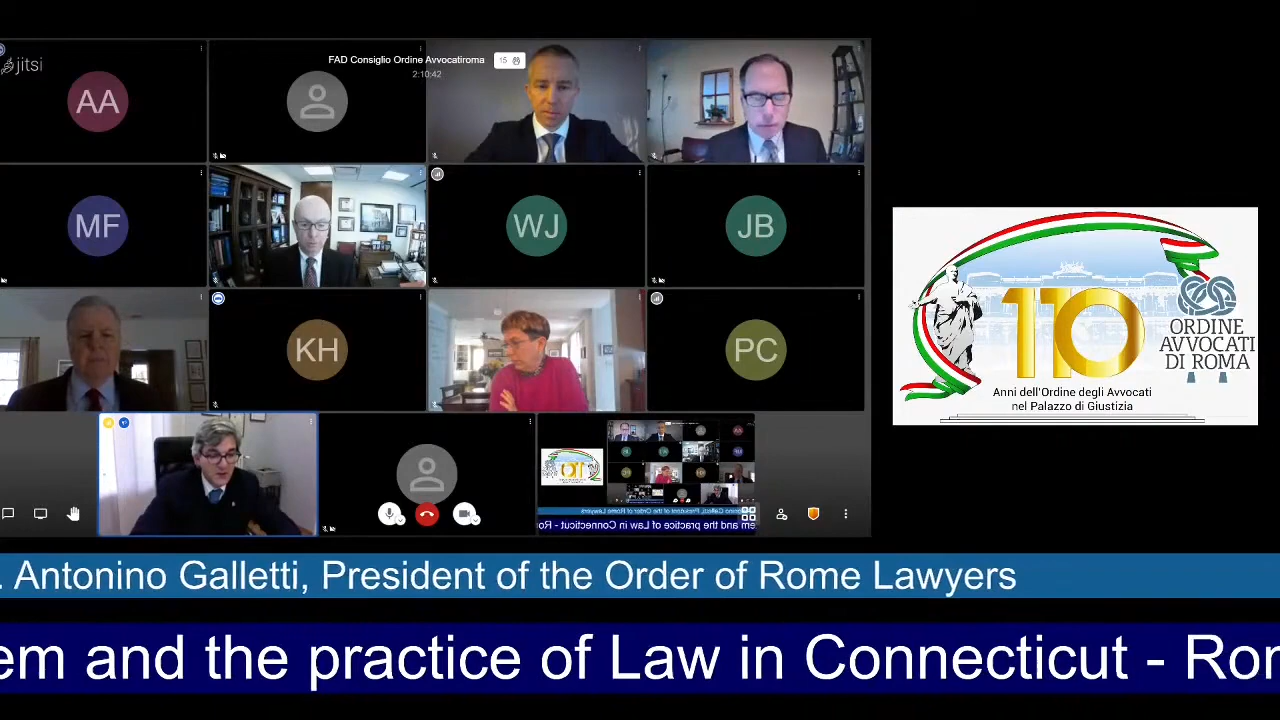 jitsi
FAD Consiglio Ordine Avvocatiroma
15
2:10:42
AA
MF
WJ
JB
KH
PC
110
ORDINE
AVVOCATI
DI ROMA
Anni dell'Ordine degli Avvocati
nel Palazzo di Giustizia
. Antonino Galletti, President of the Order of Rome Lawyers
em and the practice of Law in Connecticut - Ror